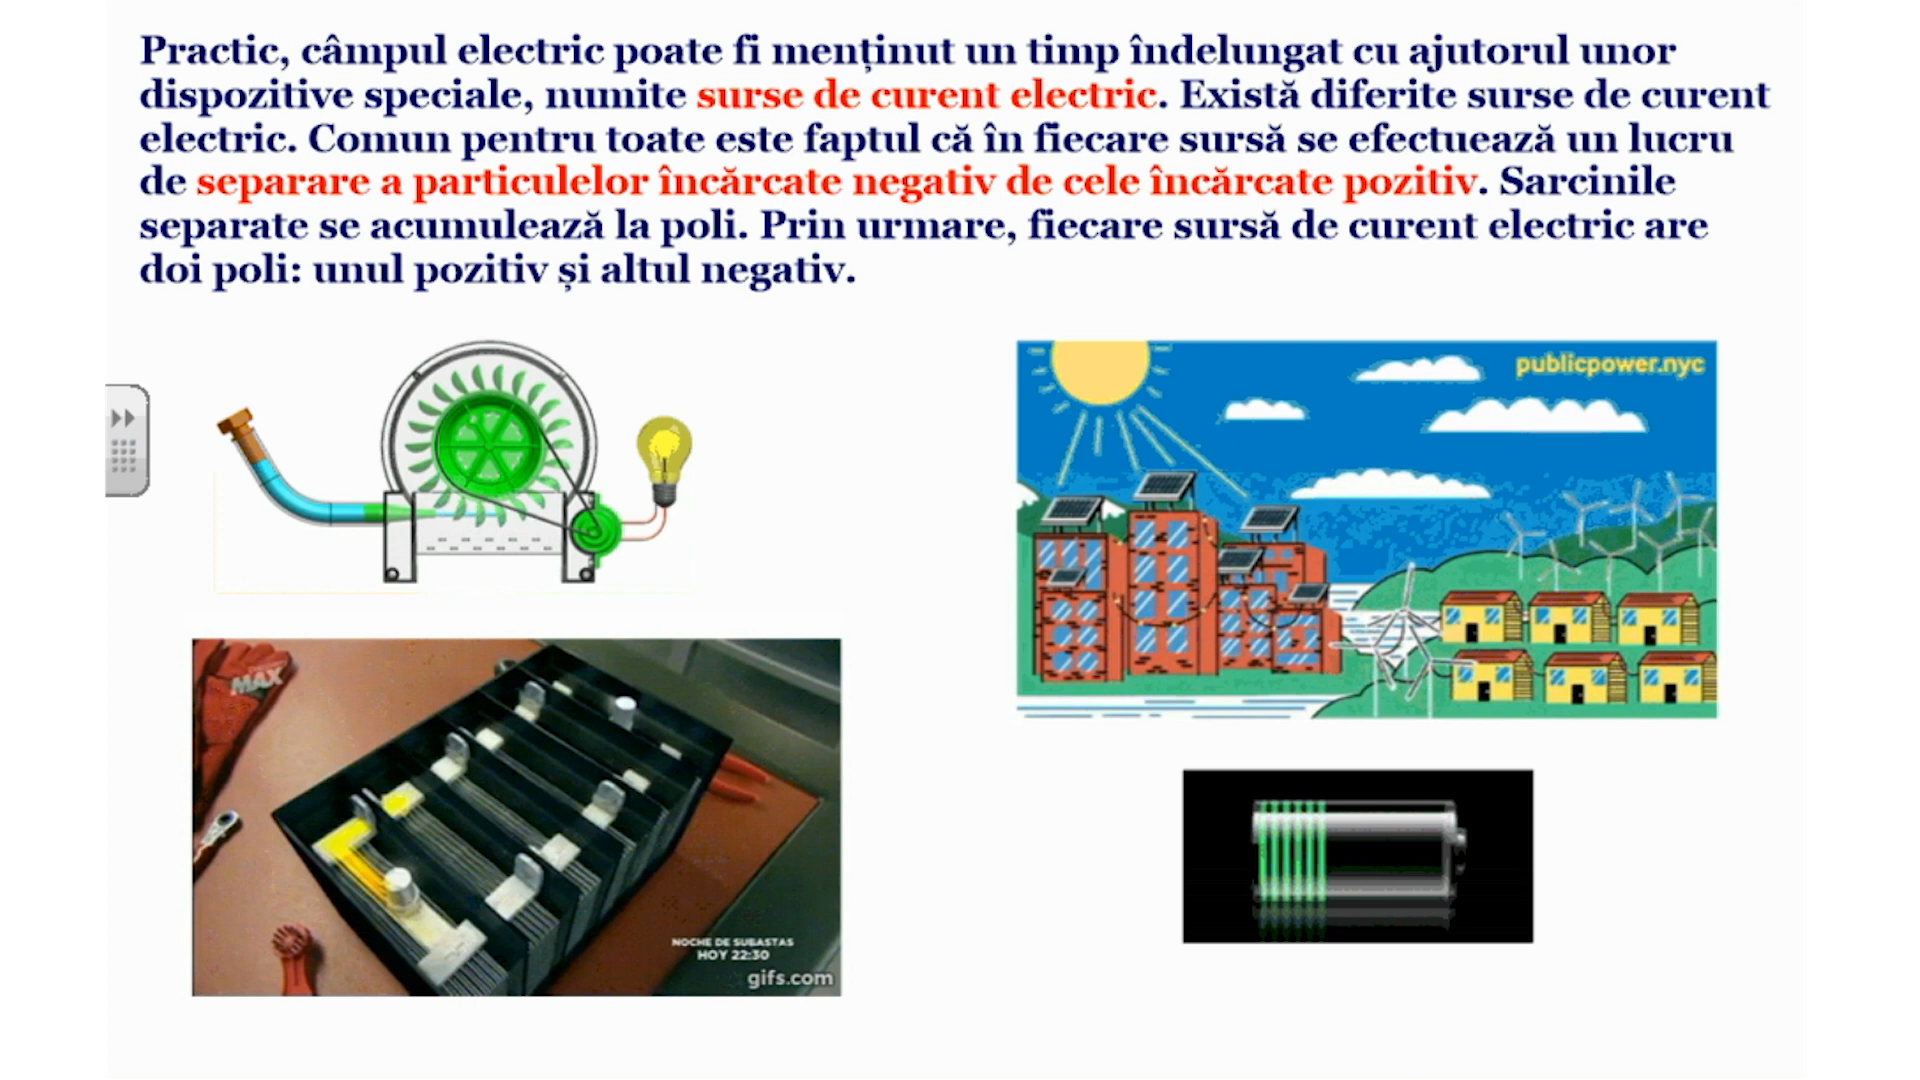 Practic, câmpul electric poate fi menținut un timp îndelungat cu ajutorul unor
dispozitive speciale, numite surse de curent electric. Există diferite surse de curent
electric. Comun pentru toate este faptul că în fiecare sursă se efectuează un lucru
de separare a particulelor încărcate negativ de cele încărcate pozitiv. Sarcinile
separate se acumulează la poli. Prin urmare, fiecare sursă de curent electric are
doi poli: unul pozitiv și altul negativ.
publicpower.nyc
MAX
NOCHE DE SUBASTAS
HOY 22:30
gifs.com